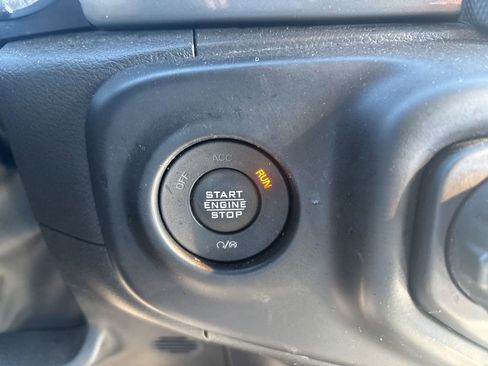 ACC
OFF
RUN
START
ENGINE
STOP